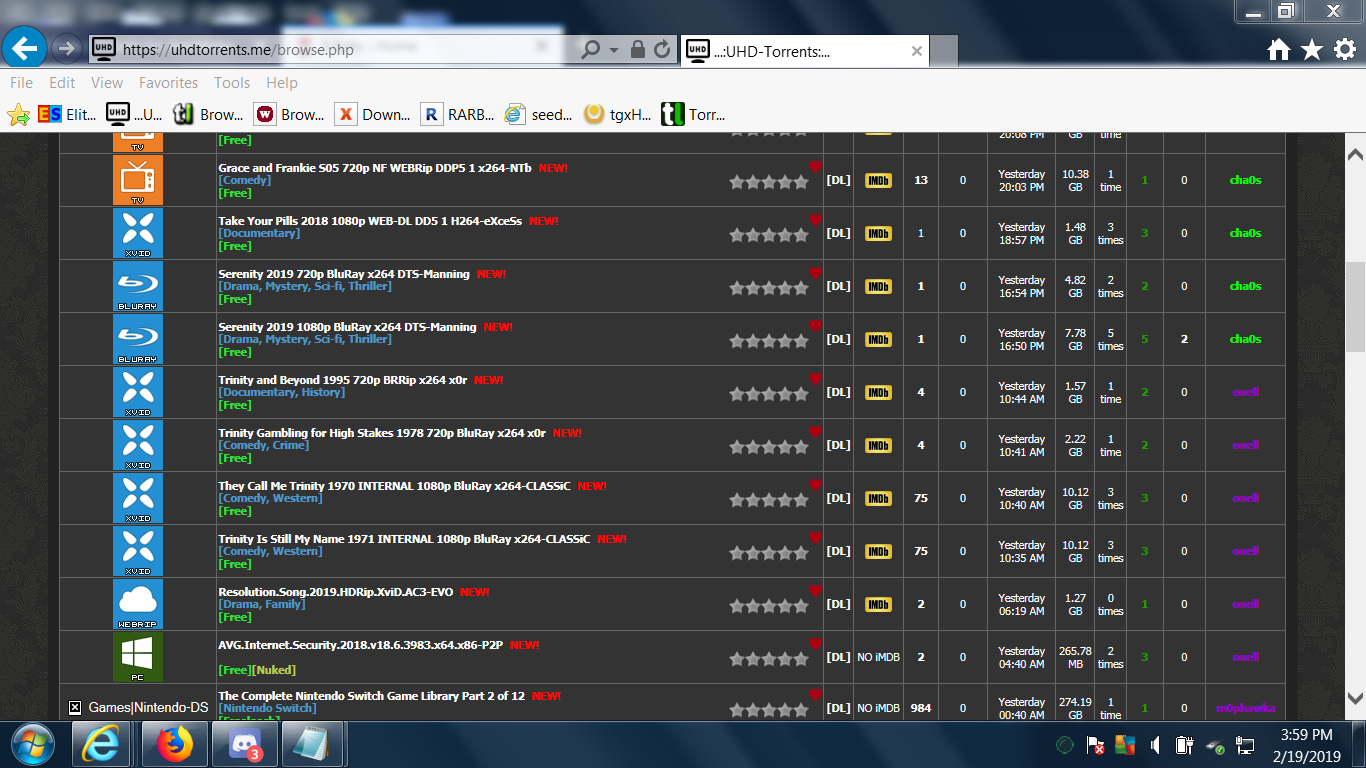 https://uhdtorrents.me/browse.php
UHD ...:UHD-Torrents:...
File Edit View Favorites Tools Help
ES Elit... UHD ...U... tl Brow... W Brow... X Down... R RARB... seed... tgxH... tl Torr...
TV [Free] 20:08 PM GB time
Grace and Frankie S05 720p NF WEBRip DDP5 1 x264-NTb NEW!
[Comedy]
[Free]
TV [DL] IMDb 13 0 Yesterday 20:03 PM 10.38 GB 1 time 1 0 cha0s
Take Your Pills 2018 1080p WEB-DL DD5 1 H264-eXceSs NEW!
[Documentary]
[Free]
XVID [DL] IMDb 1 0 Yesterday 18:57 PM 1.48 GB 3 times 3 0 cha0s
Serenity 2019 720p BluRay x264 DTS-Manning NEW!
[Drama, Mystery, Sci-fi, Thriller]
[Free]
BLURAY [DL] IMDb 1 0 Yesterday 16:54 PM 4.82 GB 2 times 2 0 cha0s
Serenity 2019 1080p BluRay x264 DTS-Manning NEW!
[Drama, Mystery, Sci-fi, Thriller]
[Free]
BLURAY [DL] IMDb 1 0 Yesterday 16:50 PM 7.78 GB 5 times 5 2 cha0s
Trinity and Beyond 1995 720p BRRip x264 x0r NEW!
[Documentary, History]
[Free]
XVID [DL] IMDb 4 0 Yesterday 10:44 AM 1.57 GB 1 time 2 0 onell
Trinity Gambling for High Stakes 1978 720p BluRay x264 x0r NEW!
[Comedy, Crime]
[Free]
XVID [DL] IMDb 4 0 Yesterday 10:41 AM 2.22 GB 1 time 2 0 onell
They Call Me Trinity 1970 INTERNAL 1080p BluRay x264-CLASSiC NEW!
[Comedy, Western]
[Free]
XVID [DL] IMDb 75 0 Yesterday 10:40 AM 10.12 GB 3 times 3 0 onell
Trinity Is Still My Name 1971 INTERNAL 1080p BluRay x264-CLASSiC NEW!
[Comedy, Western]
[Free]
XVID [DL] IMDb 75 0 Yesterday 10:35 AM 10.12 GB 3 times 3 0 onell
Resolution.Song.2019.HDRip.XviD.AC3-EVO NEW!
[Drama, Family]
[Free]
WEBRIP [DL] IMDb 2 0 Yesterday 06:19 AM 1.27 GB 0 times 1 0 onell
AVG.Internet.Security.2018.v18.6.3983.x64.x86-P2P NEW!
[Free][Nuked]
PC [DL] NO iMDB 2 0 Yesterday 04:40 AM 265.78 MB 2 times 3 0 onell
The Complete Nintendo Switch Game Library Part 2 of 12 NEW!
[Nintendo Switch]
Games|Nintendo-DS [DL] NO iMDB 984 0 Yesterday 00:40 AM 274.19 GB 1 time 1 0 m0phawka
3
3:59 PM
2/19/2019